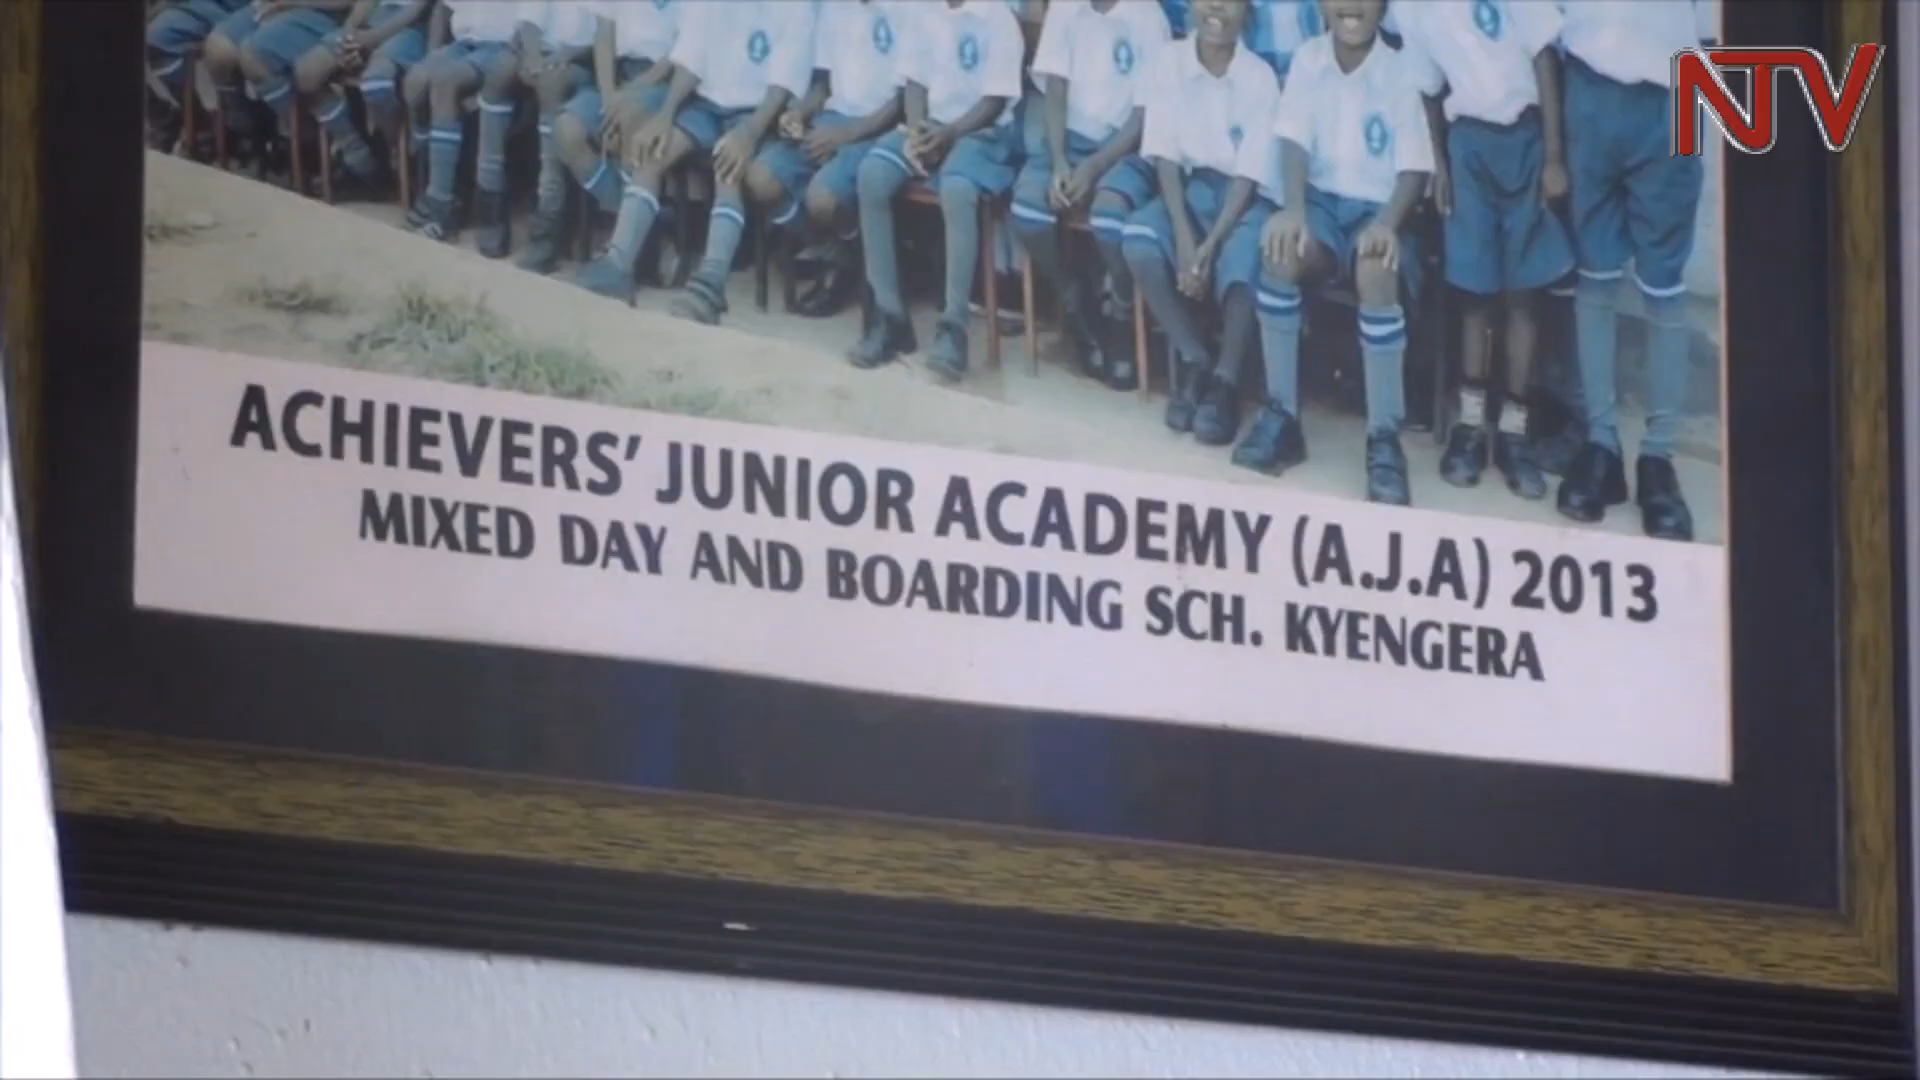 NTV
ACHIEVERS' JUNIOR ACADEMY (A.J.A) 2013
MIXED DAY AND BOARDING SCH. KYENGERA